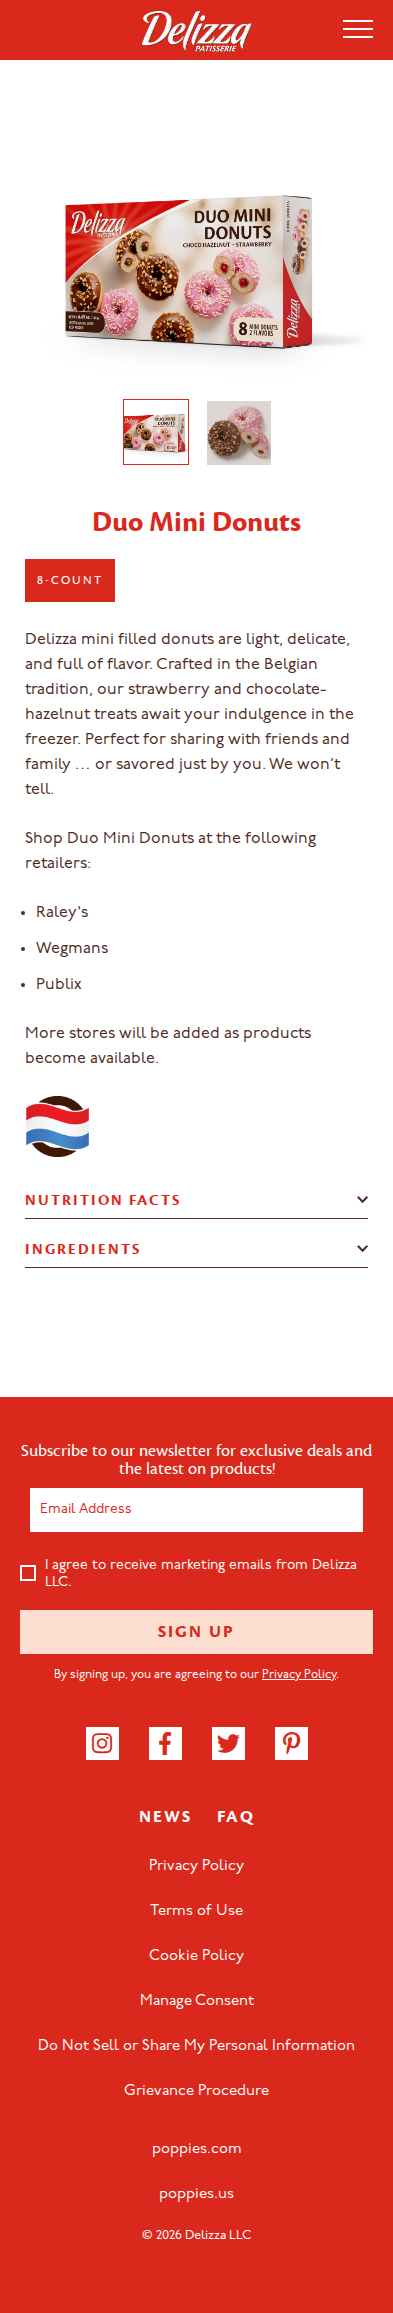 Delizza
PATISSERIE
Delizza
DUO MINI
DONUTS
CHOCO HAZELNUT - STRAWBERRY
8 MINI DONUTS
2 FLAVORS
Delizza
Duo Mini Donuts
8-COUNT
Delizza mini filled donuts are light, delicate,
and full of flavor. Crafted in the Belgian
tradition, our strawberry and chocolate-
hazelnut treats await your indulgence in the
freezer. Perfect for sharing with friends and
family … or savored just by you. We won’t
tell.
Shop Duo Mini Donuts at the following
retailers:
• Raley's
• Wegmans
• Publix
More stores will be added as products
become available.
NUTRITION FACTS
INGREDIENTS
Subscribe to our newsletter for exclusive deals and
the latest on products!
Email Address
I agree to receive marketing emails from Delizza
LLC.
SIGN UP
By signing up, you are agreeing to our Privacy Policy.
NEWS FAQ
Privacy Policy
Terms of Use
Cookie Policy
Manage Consent
Do Not Sell or Share My Personal Information
Grievance Procedure
poppies.com
poppies.us
© 2026 Delizza LLC